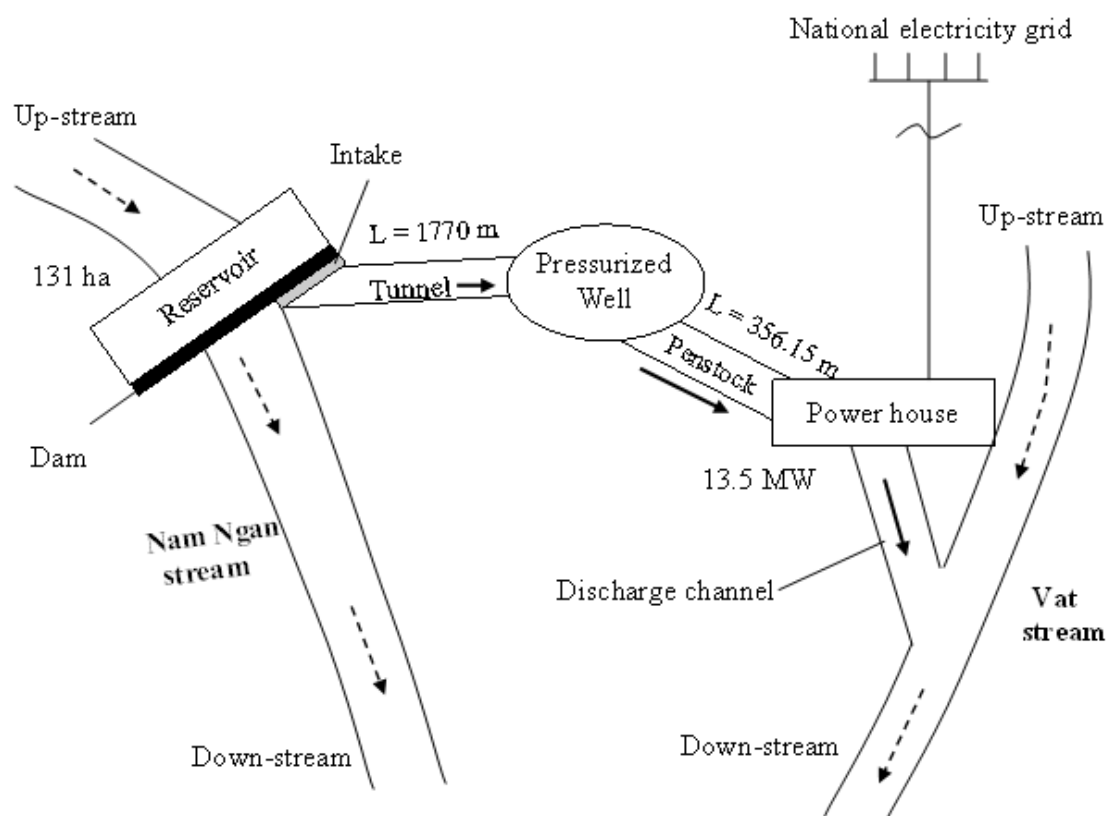 National electricity grid
Up-stream
Intake
Up-stream
L = 1770 m
131 ha
Reservoir
Tunnel
Pressurized
Well
L = 356.15 m
Penstock
Power house
Dam
13.5 MW
Nam Ngan
stream
Discharge channel
Vat
stream
Down-stream
Down-stream